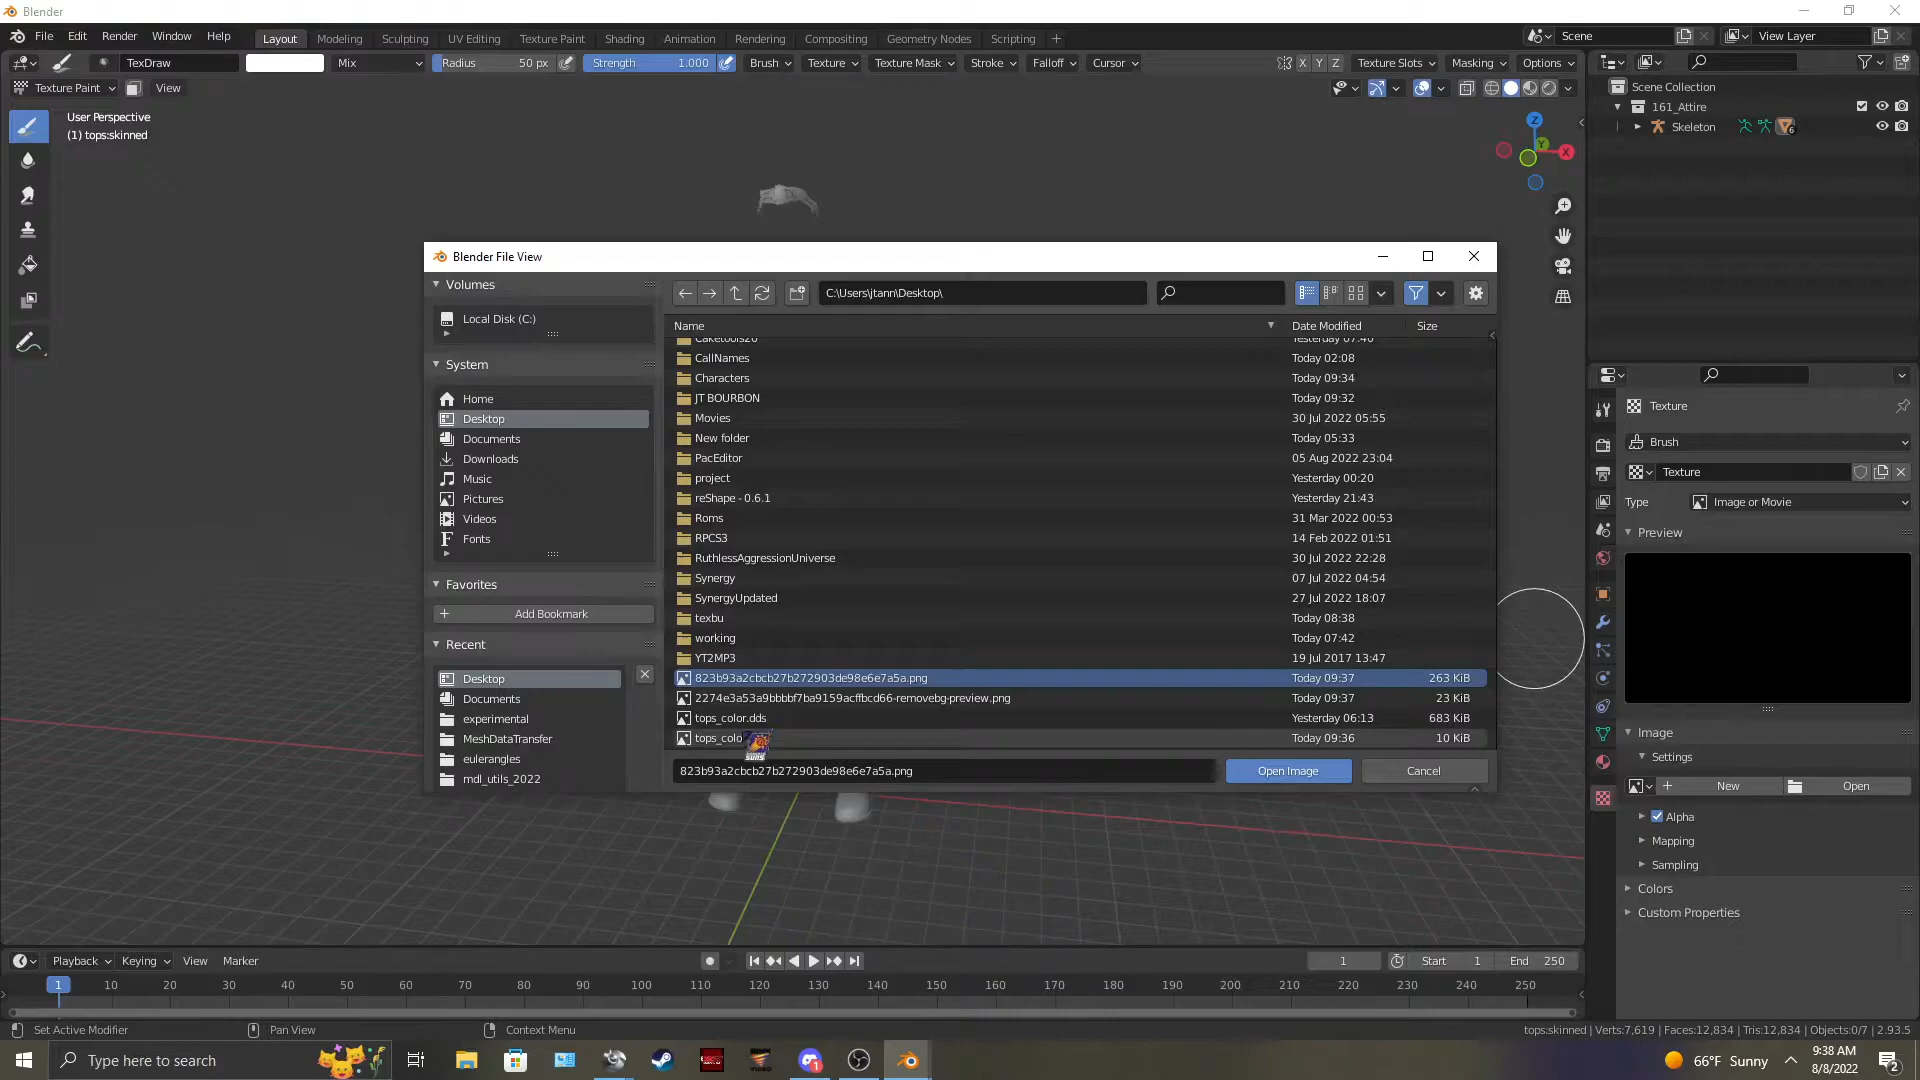 Blender
File Edit Render Window Help Layout Modeling Sculpting UV Editing Texture Paint Shading Animation Rendering Compositing Geometry Nodes Scripting + Scene View Layer
TexDraw Mix Radius 50 px Strength 1.000 Brush Texture Texture Mask Stroke Falloff Cursor X Y Z Texture Slots Masking Options
Texture Paint View
User Perspective
(1) tops:skinned
Z
Y
X
Scene Collection
161_Attire
Skeleton 6
Blender File View
Volumes
Local Disk (C:)
System
Home
Desktop
Documents
Downloads
Music
Pictures
Videos
Fonts
Favorites
Add Bookmark
Recent
Desktop
Documents
experimental
MeshDataTransfer
eulerangles
mdl_utils_2022
C:\Users\jtann\Desktop\
Name Date Modified Size
Caketools20 Yesterday 07:40
CallNames Today 02:08
Characters Today 09:34
JT BOURBON Today 09:32
Movies 30 Jul 2022 05:55
New folder Today 05:33
PacEditor 05 Aug 2022 23:04
project Yesterday 00:20
reShape - 0.6.1 Yesterday 21:43
Roms 31 Mar 2022 00:53
RPCS3 14 Feb 2022 01:51
RuthlessAggressionUniverse 30 Jul 2022 22:28
Synergy 07 Jul 2022 04:54
SynergyUpdated 27 Jul 2022 18:07
texbu Today 08:38
working Today 07:42
YT2MP3 19 Jul 2017 13:47
823b93a2cbcb27b272903de98e6e7a5a.png Today 09:37 263 KiB
2274e3a53a9bbbbf7ba9159acffbcd66-removebg-preview.png Today 09:37 23 KiB
tops_color.dds Yesterday 06:13 683 KiB
tops_colo Today 09:36 10 KiB
SUNS
823b93a2cbcb27b272903de98e6e7a5a.png Open Image Cancel
Texture
Brush
Texture
Type Image or Movie
Preview
Image
Settings
New Open
Alpha
Mapping
Sampling
Colors
Custom Properties
Playback Keying View Marker 1 Start 1 End 250
1 10 20 30 40 50 60 70 80 90 100 110 120 130 140 150 160 170 180 190 200 210 220 230 240 250
Set Active Modifier Pan View Context Menu tops:skinned | Verts:7,619 | Faces:12,834 | Tris:12,834 | Objects:0/7 | 2.93.5
Type here to search 1 66°F Sunny 9:38 AM
8/8/2022 2